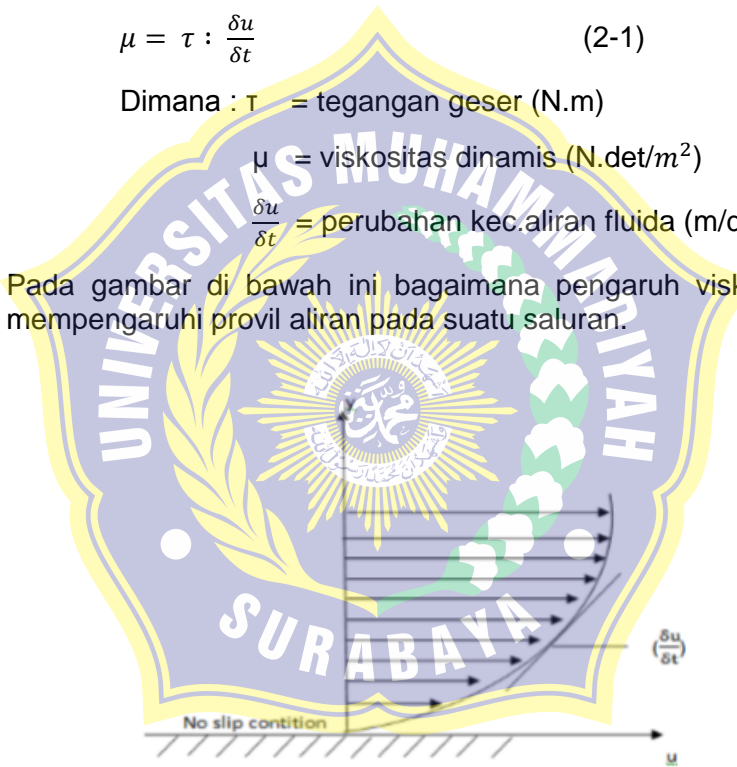 μ = τ : δu/δt (2-1)
Dimana : τ = tegangan geser (N.m)
μ = viskositas dinamis (N.det/m²)
δu/δt = perubahan kec.aliran fluida (m/d
Pada gambar di bawah ini bagaimana pengaruh visk
mempengaruhi provil aliran pada suatu saluran.
UNIVERSITAS MUHAMMADIYAH
SURABAYA
y
(δu/δt)
No slip contition
u